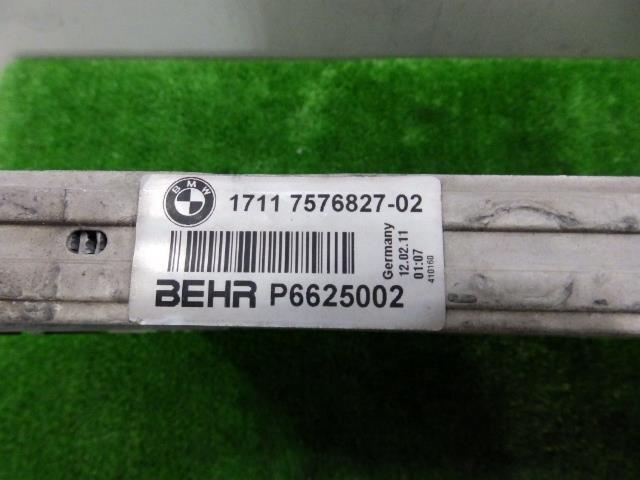 BMW
1711 7576827-02
Germany
12.02.11
01:07
410160
BEHR P6625002